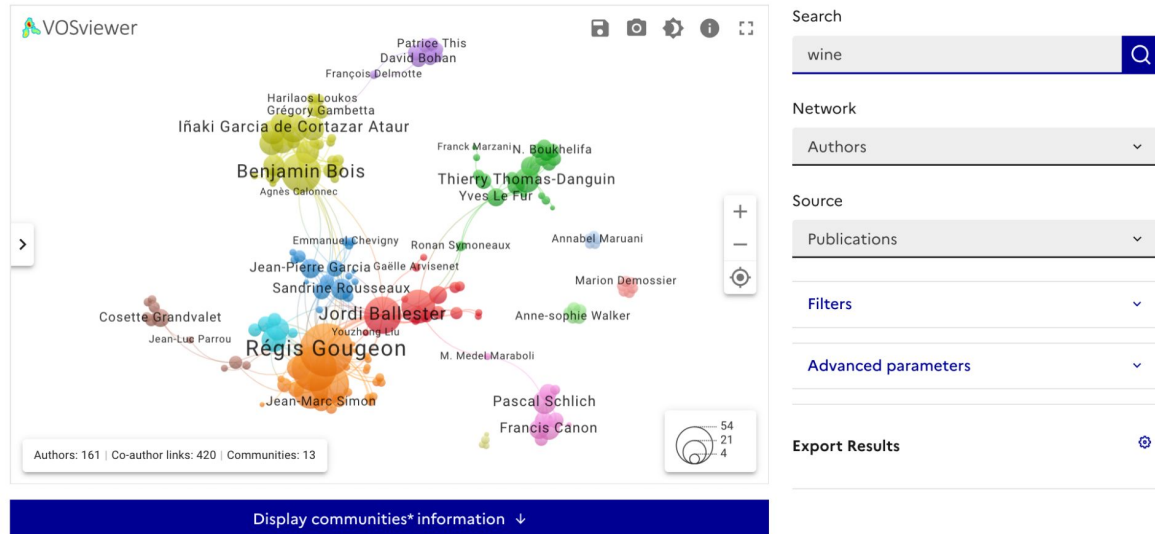 VOSviewer
Patrice This
David Bohan
François Delmotte
Harilaos Loukos
Grégory Gambetta
Iñaki Garcia de Cortazar Ataur
Benjamin Bois
Agnès Calonnec
Franck Marzani
N. Boukhelifa
Thierry Thomas-Danguin
Yves Le Fur
Emmanuel Chevigny
Ronan Symoneaux
Annabel Maruani
Jean-Pierre Garcia
Gaëlle Arvisenet
Sandrine Rousseaux
Marion Demossier
Cosette Grandvalet
Jordi Ballester
Anne-sophie Walker
Youzhong Liu
Jean-Luc Parrou
Régis Gougeon
M. Medel Maraboli
Jean-Marc Simon
Pascal Schlich
Francis Canon
54
21
4
Authors: 161 | Co-author links: 420 | Communities: 13
Display communities* information ↓
Search
wine
Network
Authors
Source
Publications
Filters
Advanced parameters
Export Results